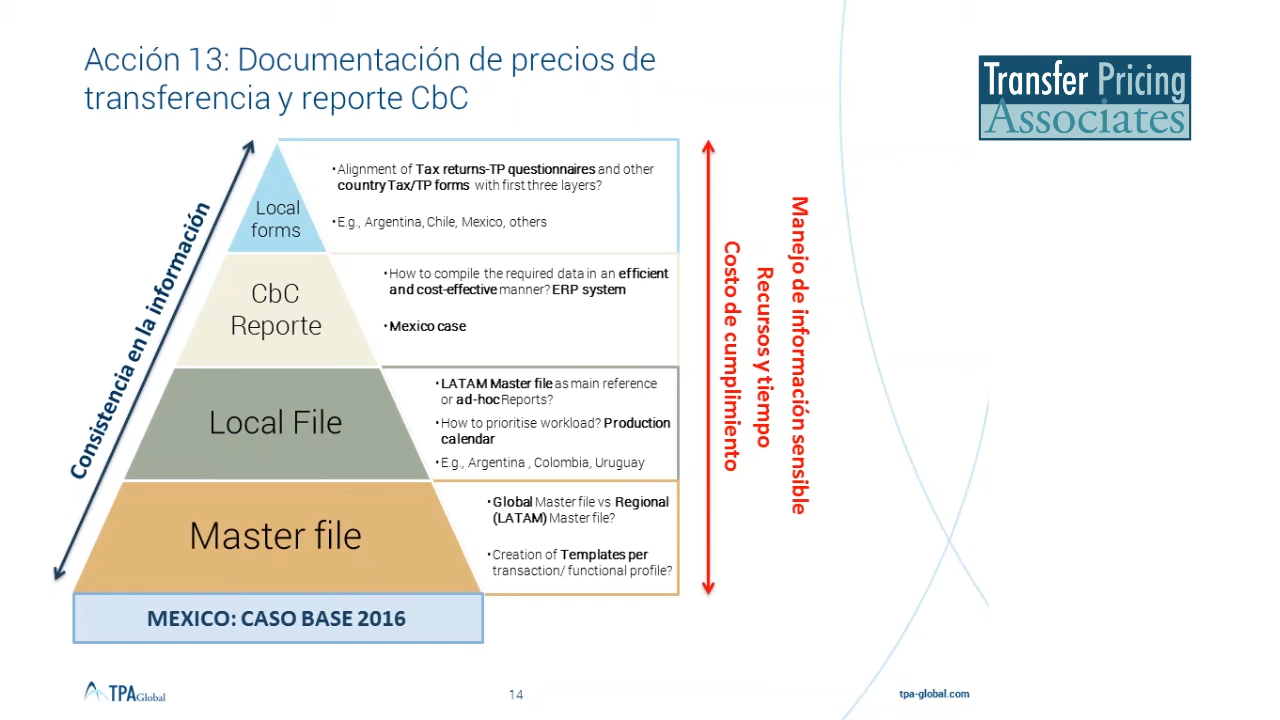 Acción 13: Documentación de precios de
transferencia y reporte CbC
Transfer Pricing
Associates
Consistencia en la información
Local
forms
•Alignment of Tax returns-TP questionnaires and other
country Tax/TP forms with first three layers?
•E.g., Argentina, Chile, Mexico, others
CbC
Reporte
•How to compile the required data in an efficient
and cost-effective manner? ERP system
•Mexico case
Local File
•LATAM Master file as main reference
or ad-hoc Reports?
•How to prioritise workload? Production
calendar
•E.g., Argentina , Colombia, Uruguay
Master file
•Global Master file vs Regional
(LATAM) Master file?
•Creation of Templates per
transaction/ functional profile?
Manejo de información sensible
Recursos y tiempo
Costo de cumplimiento
MEXICO: CASO BASE 2016
TPA Global
14
tpa-global.com